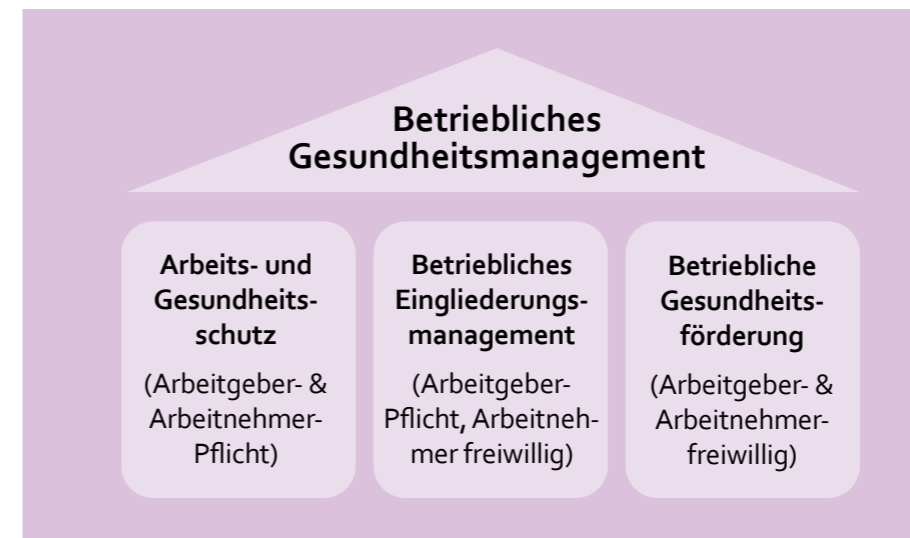 Betriebliches
Gesundheitsmanagement
Arbeits- und
Gesundheits-
schutz
(Arbeitgeber- &
Arbeitnehmer-
Pflicht)
Betriebliches
Eingliederungs-
management
(Arbeitgeber-
Pflicht, Arbeitneh-
mer freiwillig)
Betriebliche
Gesundheits-
förderung
(Arbeitgeber- &
Arbeitnehmer-
freiwillig)